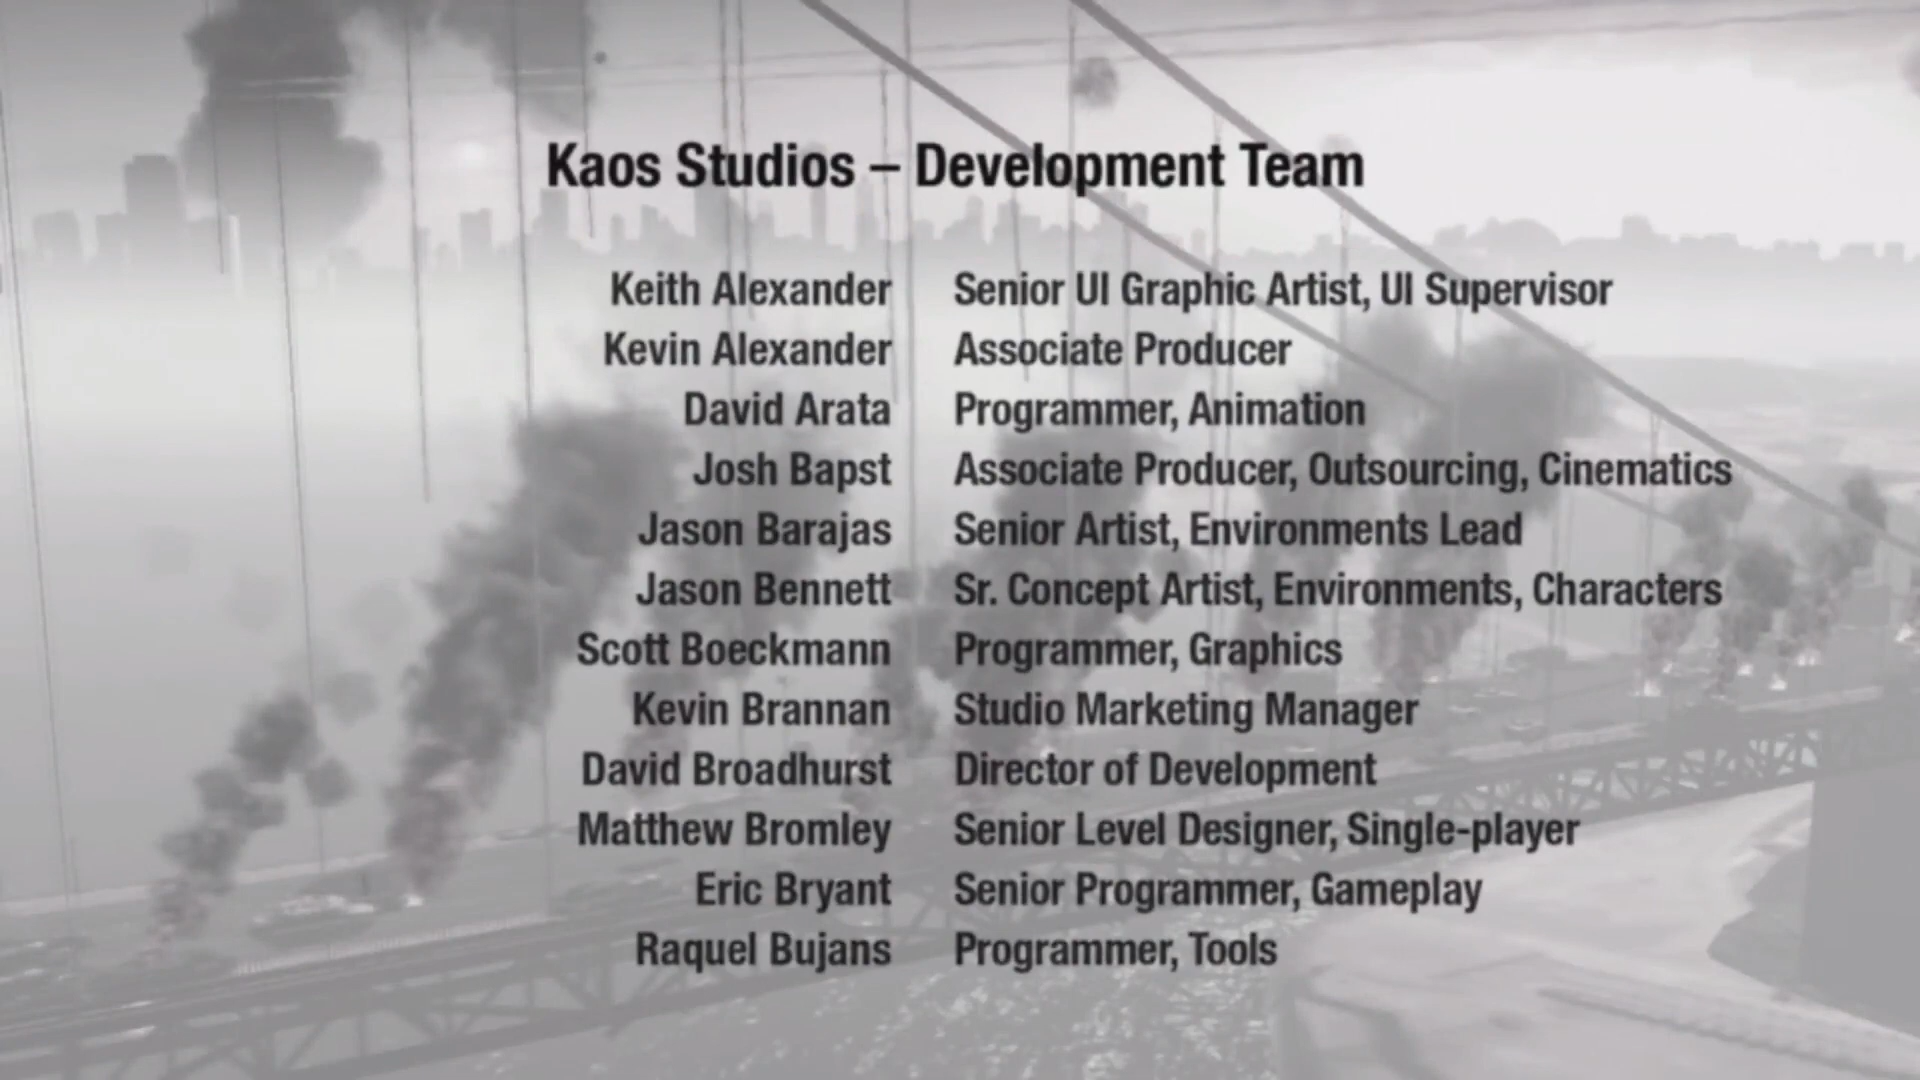 Kaos Studios – Development Team
Keith Alexander Senior UI Graphic Artist, UI Supervisor
Kevin Alexander Associate Producer
David Arata Programmer, Animation
Josh Bapst Associate Producer, Outsourcing, Cinematics
Jason Barajas Senior Artist, Environments Lead
Jason Bennett Sr. Concept Artist, Environments, Characters
Scott Boeckmann Programmer, Graphics
Kevin Brannan Studio Marketing Manager
David Broadhurst Director of Development
Matthew Bromley Senior Level Designer, Single-player
Eric Bryant Senior Programmer, Gameplay
Raquel Bujans Programmer, Tools